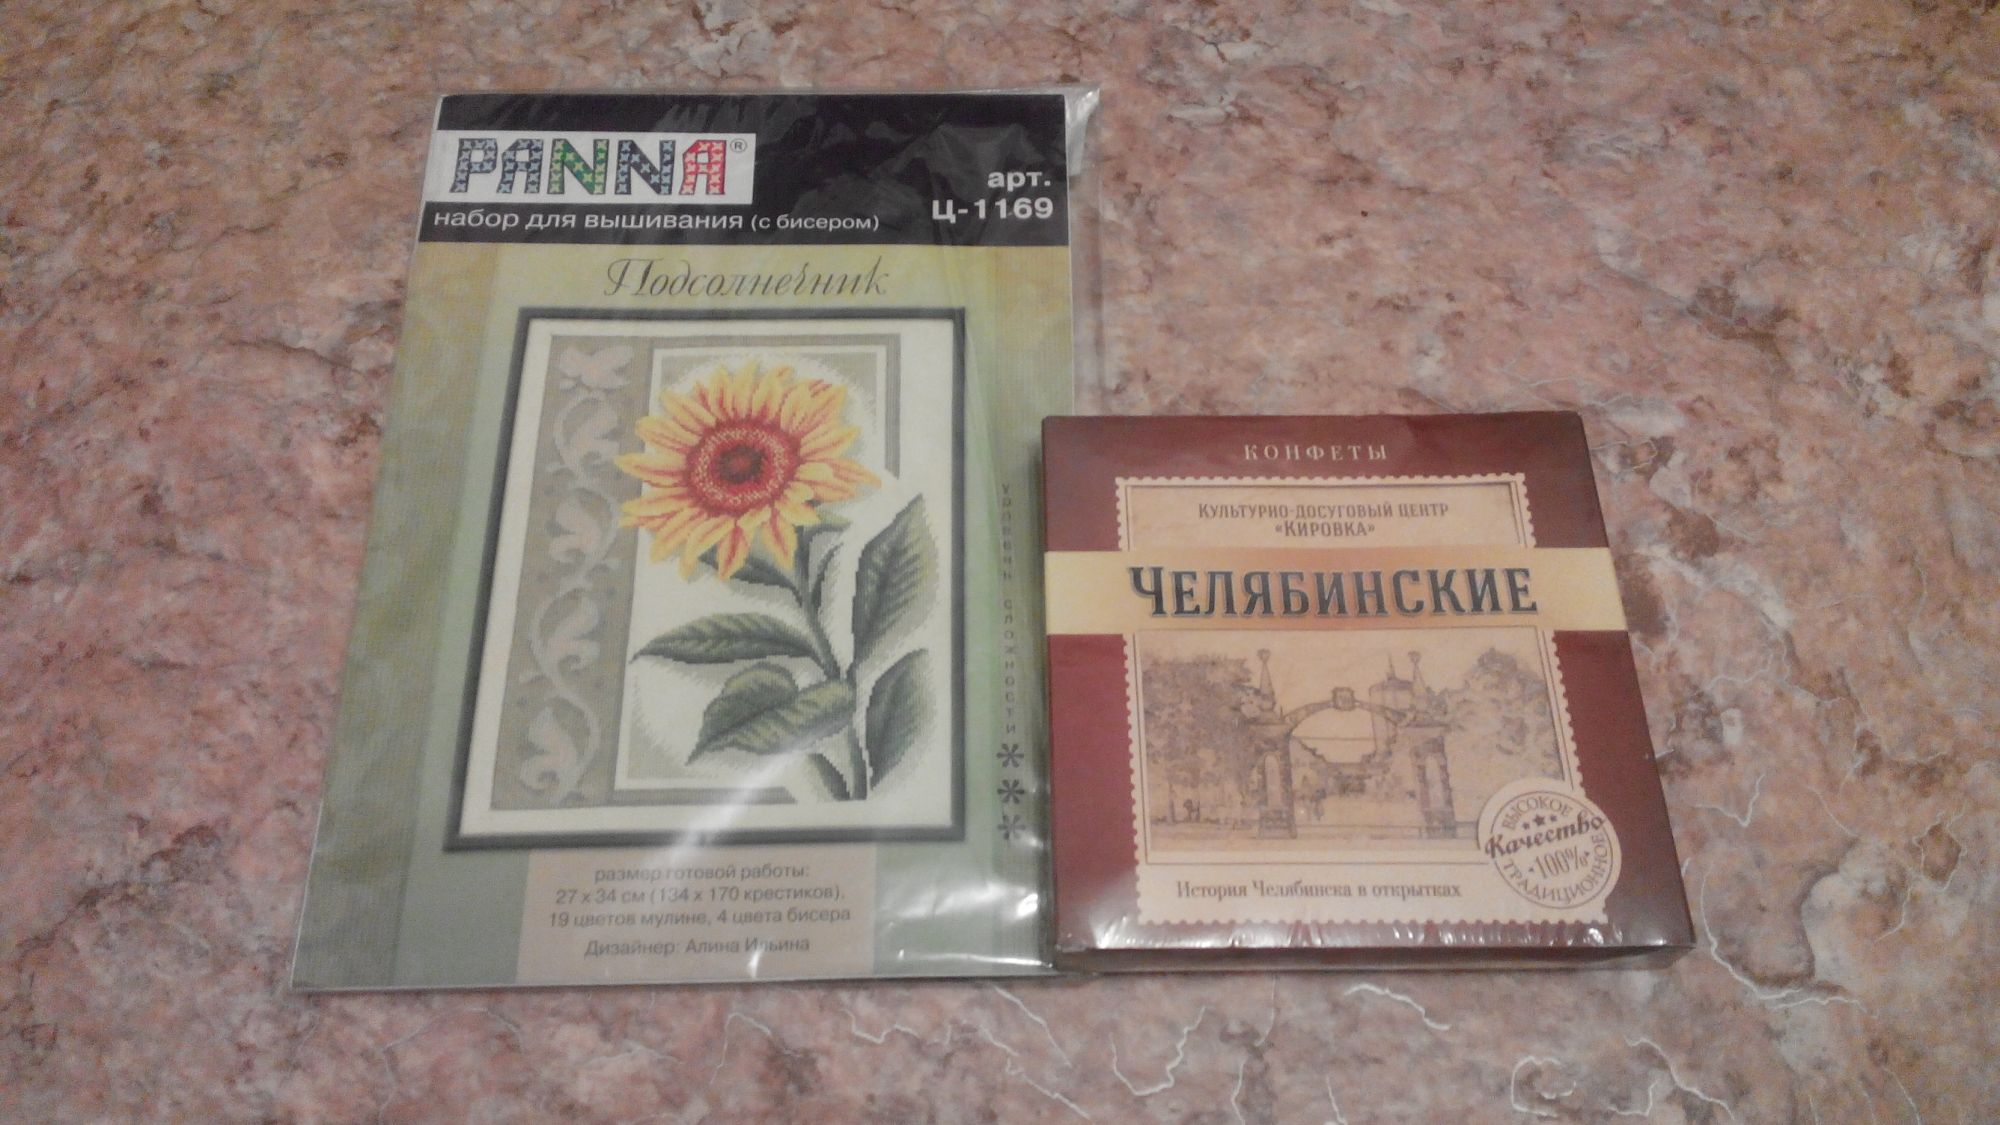 PANNA®
набор для вышивания (с бисером)
арт.
Ц-1169
Подсолнечник
уровень сложности
***
размер готовой работы:
27 х 34 см (134 х 170 крестиков),
19 цветов мулине, 4 цвета бисера
Дизайнер: Алина Ильина
КОНФЕТЫ
КУЛЬТУРНО-ДОСУГОВЫЙ ЦЕНТР
«КИРОВКА»
ЧЕЛЯБИНСКИЕ
История Челябинска в открытках
ВЫСОКОЕ
Качество
100%
ТРАДИЦИОННОЕ